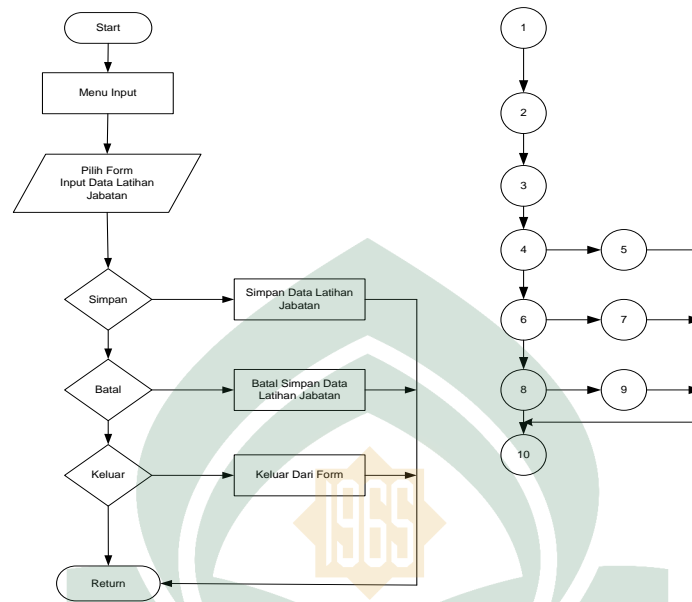 Start
Menu Input
Pilih Form
Input Data Latihan
Jabatan
Simpan
Simpan Data Latihan
Jabatan
Batal
Batal Simpan Data
Latihan Jabatan
Keluar
Keluar Dari Form
Return
1
2
3
4
5
6
7
8
9
10
1965